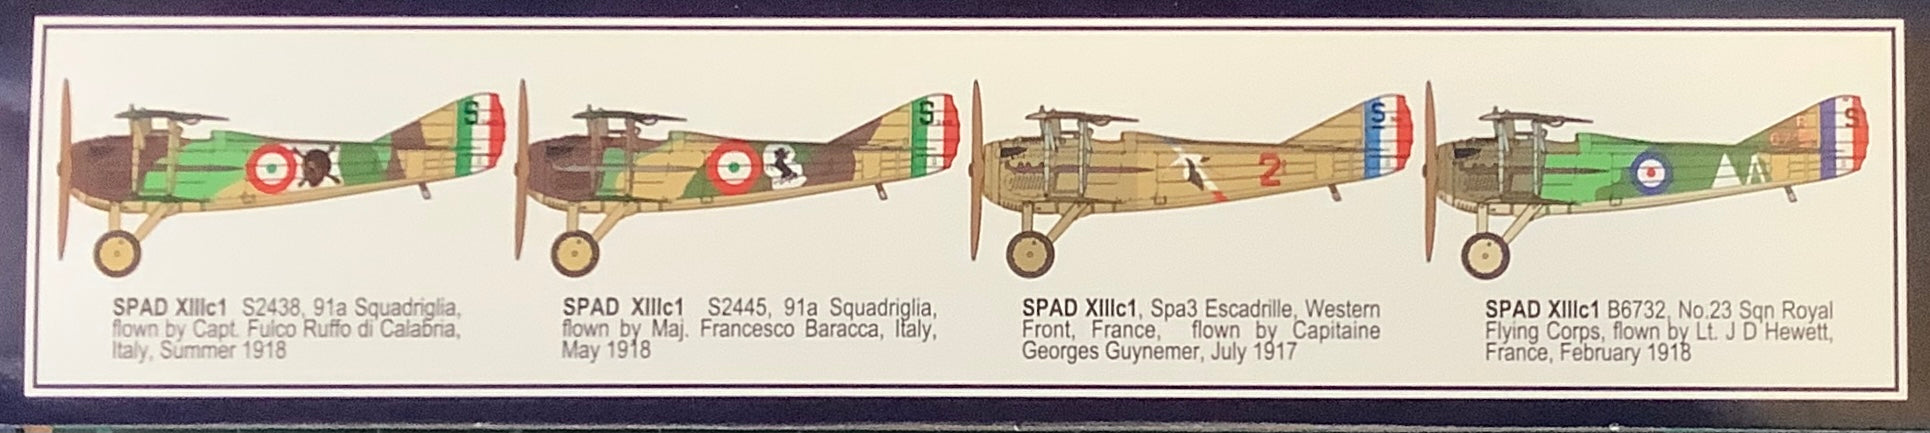 SPAD XIIIc1 S2438, 91a Squadriglia,
flown by Capt. Fulco Ruffo di Calabria,
Italy, Summer 1918
SPAD XIIIc1 S2445, 91a Squadriglia,
flown by Maj. Francesco Baracca, Italy,
May 1918
SPAD XIIIc1, Spa3 Escadrille, Western
Front, France, flown by Capitaine
Georges Guynemer, July 1917
SPAD XIIIc1 B6732, No.23 Sqn Royal
Flying Corps, flown by Lt. J D Hewett,
France, February 1918
S
S
S
2
S